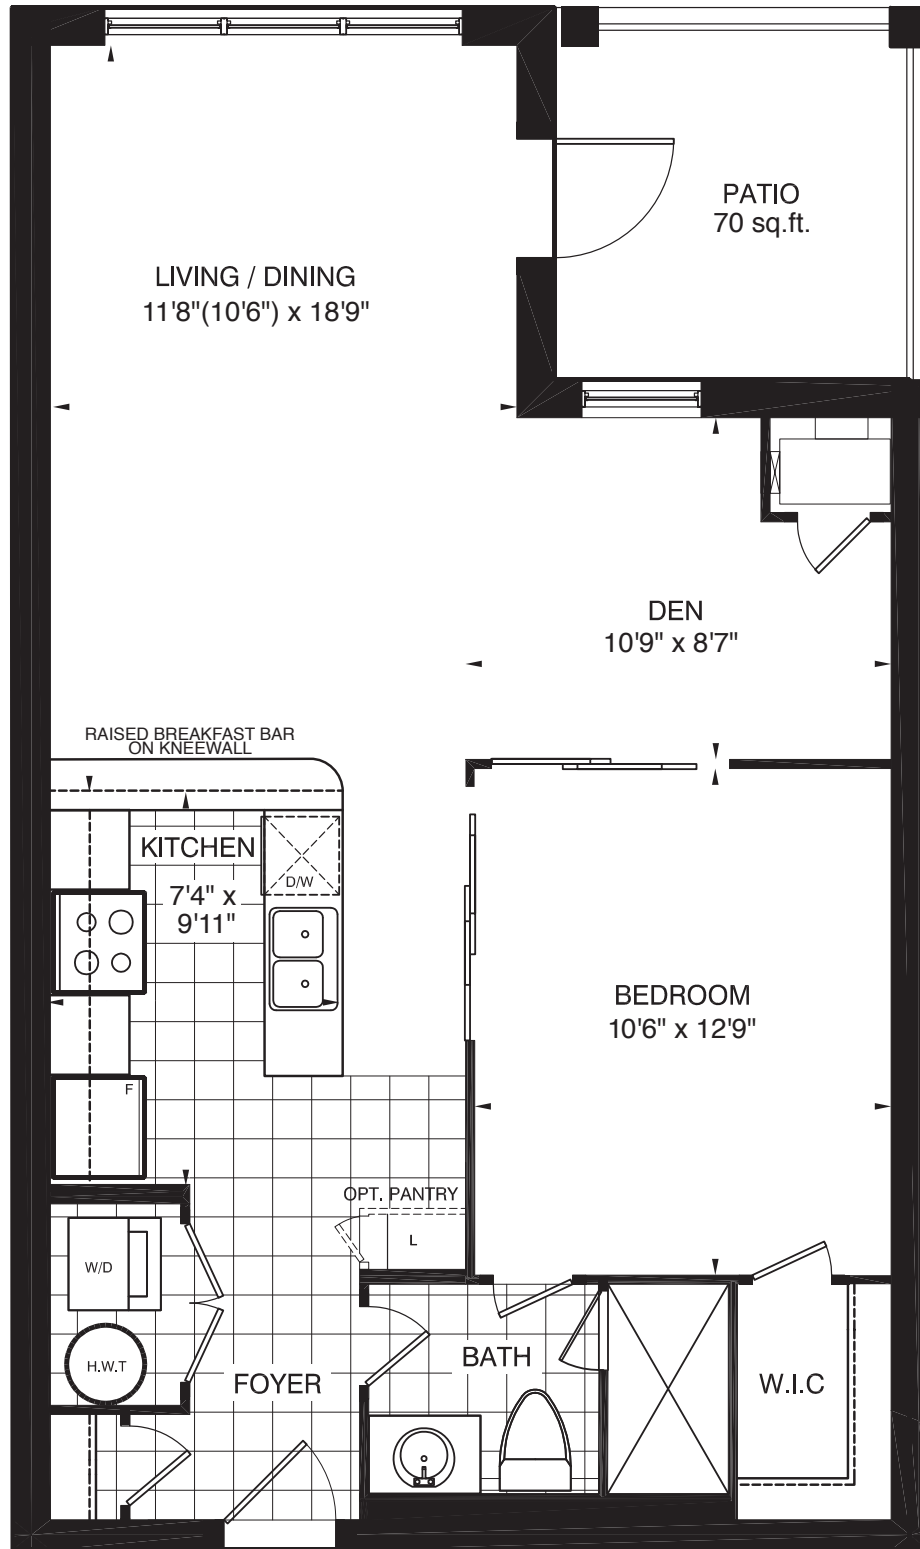 PATIO
70 sq.ft.
LIVING / DINING
11'8"(10'6") x 18'9"
DEN
10'9" x 8'7"
RAISED BREAKFAST BAR
ON KNEEWALL
KITCHEN
7'4" x
9'11"
D/W
BEDROOM
10'6" x 12'9"
F
OPT. PANTRY
L
W/D
H.W.T
FOYER
BATH
W.I.C